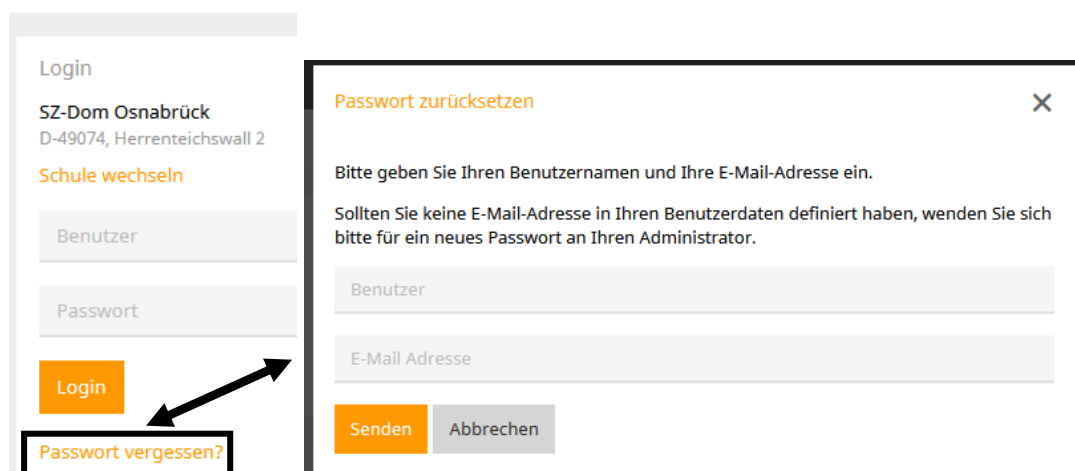 Login
SZ-Dom Osnabrück
D-49074, Herrenteichswall 2
Schule wechseln
Benutzer
Passwort
Login
Passwort vergessen?
Passwort zurücksetzen
Bitte geben Sie Ihren Benutzernamen und Ihre E-Mail-Adresse ein.
Sollten Sie keine E-Mail-Adresse in Ihren Benutzerdaten definiert haben, wenden Sie sich
bitte für ein neues Passwort an Ihren Administrator.
Benutzer
E-Mail Adresse
Senden Abbrechen